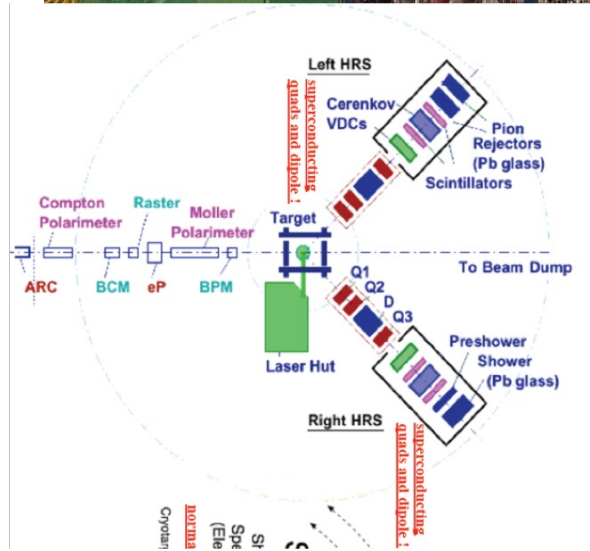 Left HRS
superconducting
quads and dipole !
Cerenkov
VDCs
Pion
Rejectors
(Pb glass)
Scintillators
Compton
Polarimeter
Raster
Moller
Polarimeter
Target
ARC
BCM
eP
BPM
To Beam Dump
Q1
Q2
D
Q3
Laser Hut
Preshower
Shower
(Pb glass)
Right HRS
superconducting
quads and dipole !
norma
(Ele